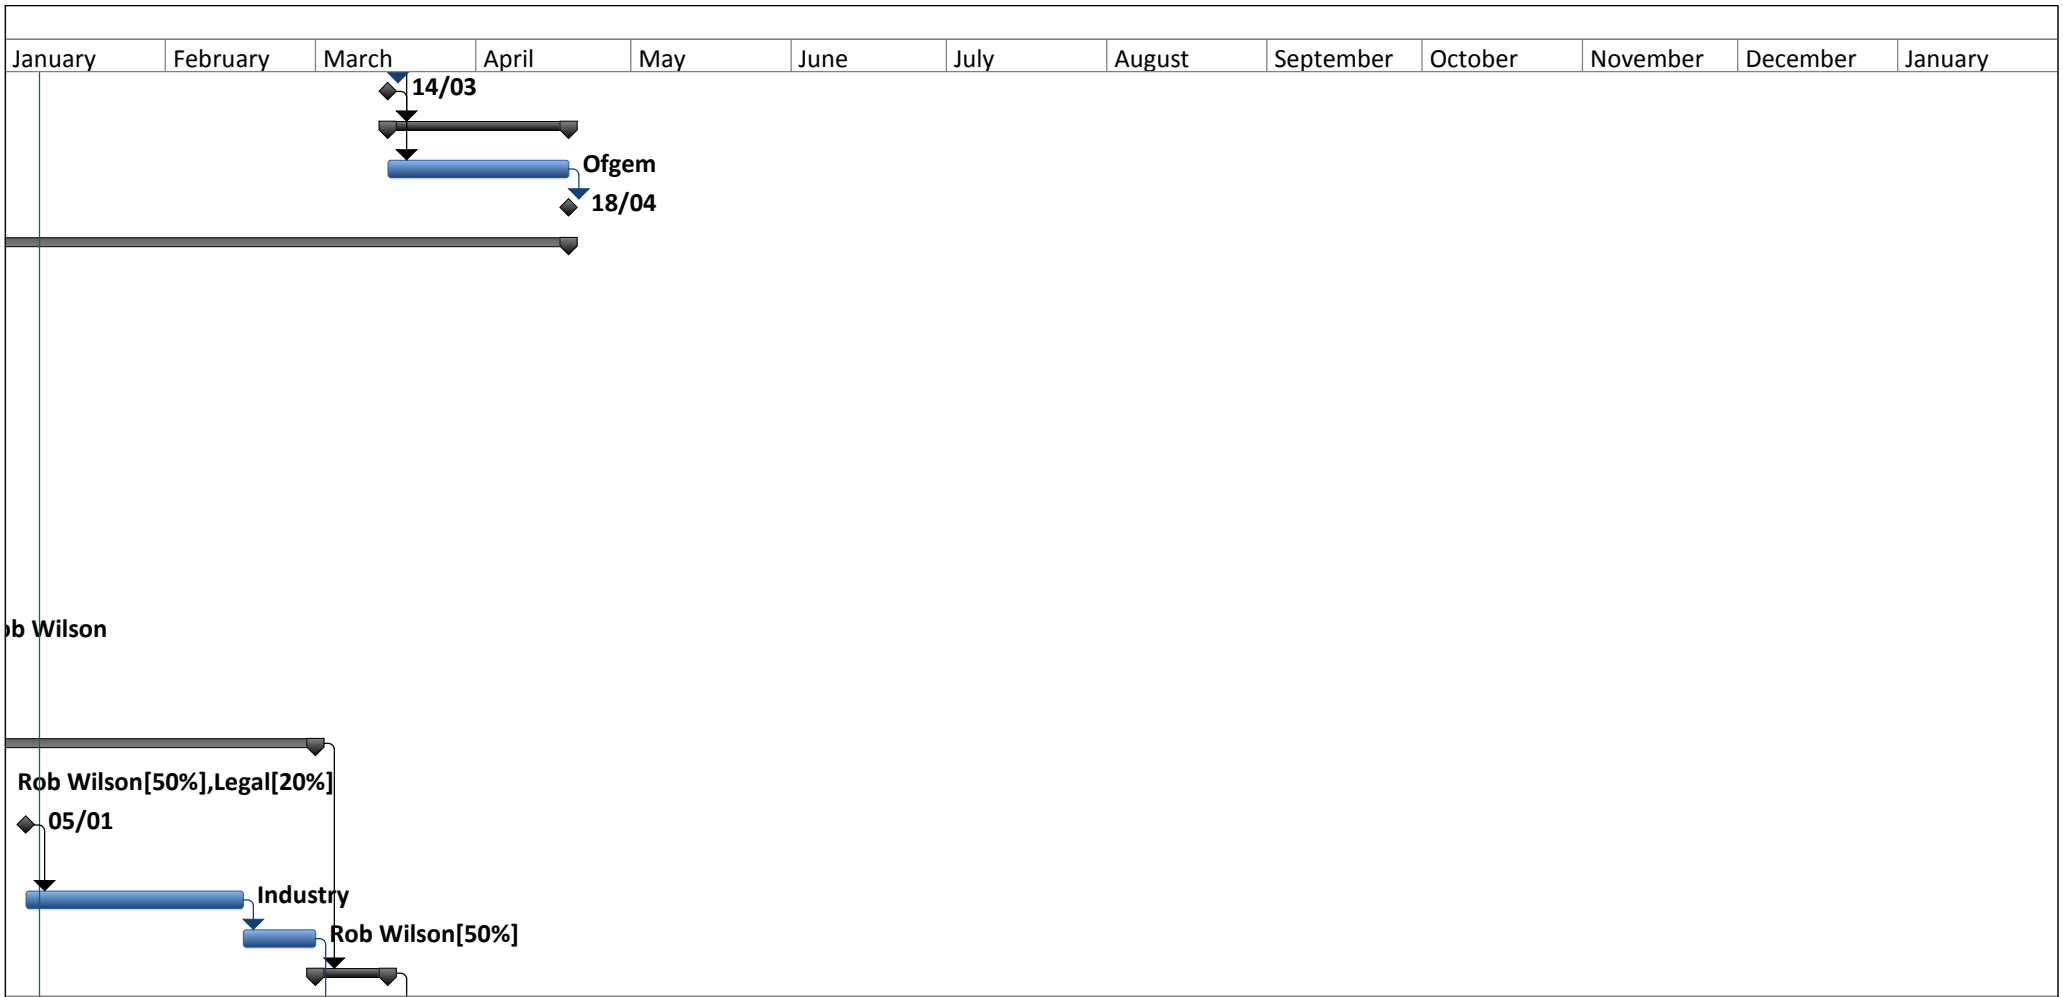 January February March April May June July August September October November December January
14/03
Ofgem
18/04
ob Wilson
Rob Wilson[50%],Legal[20%]
05/01
Industry
Rob Wilson[50%]